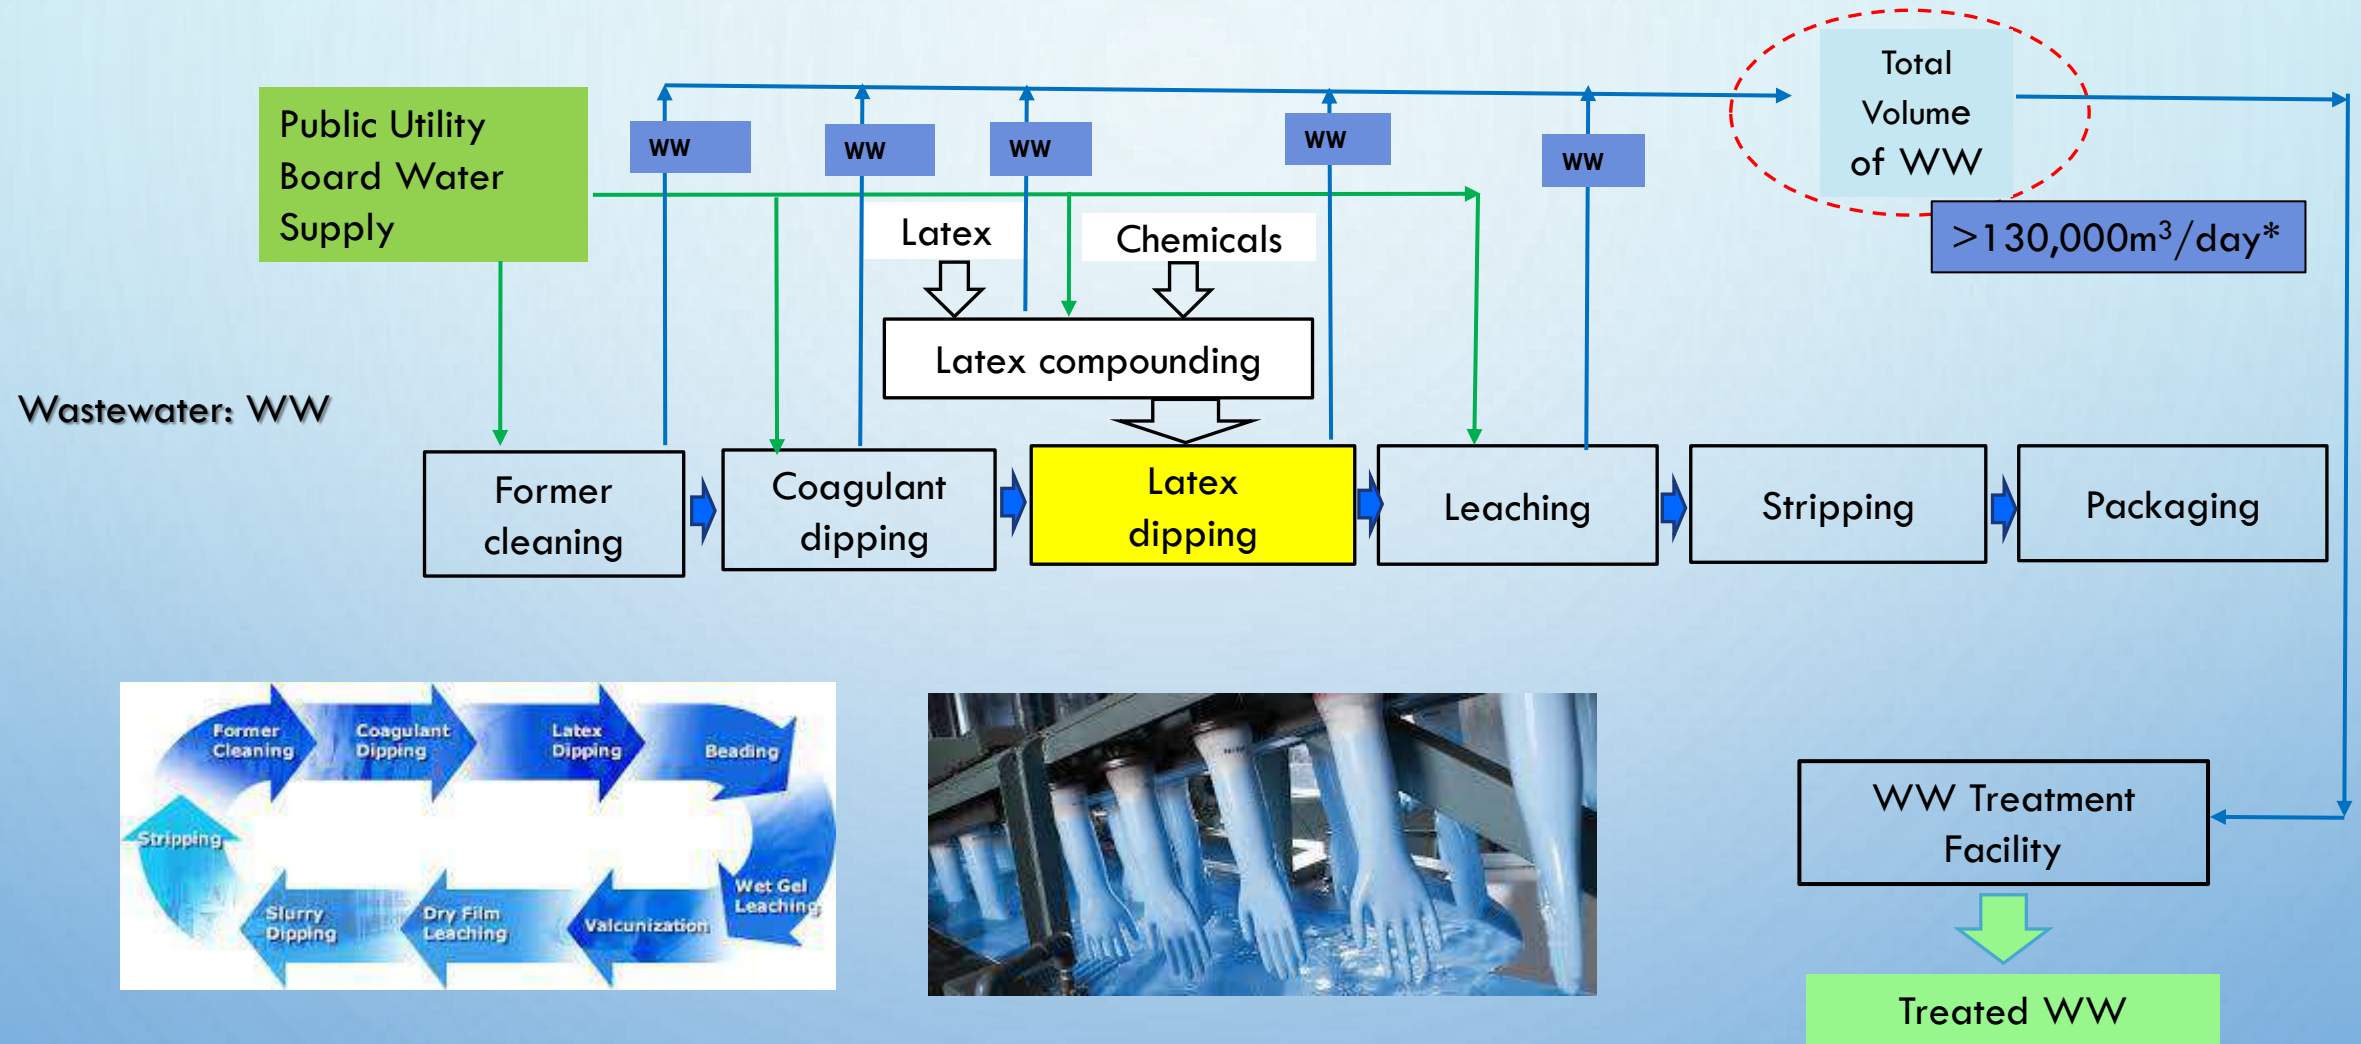 Public Utility
Board Water
Supply
WW
WW
WW
WW
WW
Total
Volume
of WW
>130,000m³/day*
Latex
Chemicals
Latex compounding
Wastewater: WW
Former
cleaning
Coagulant
dipping
Latex
dipping
Leaching
Stripping
Packaging
Former
Cleaning
Coagulant
Dipping
Latex
Dipping
Beading
Wet Gel
Leaching
Valcunization
Dry Film
Leaching
Slurry
Dipping
Stripping
WW Treatment
Facility
Treated WW